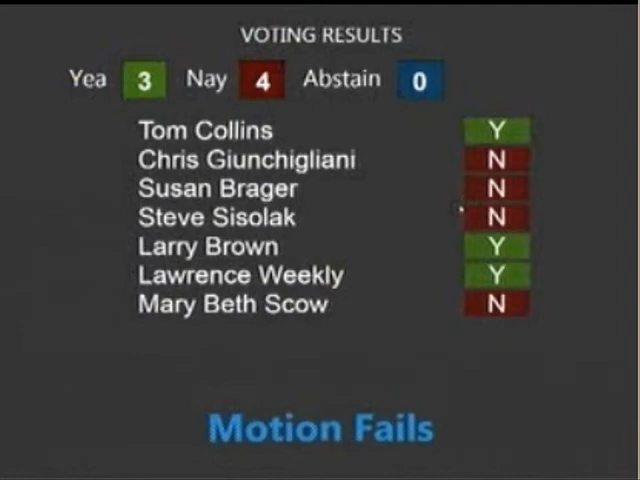 VOTING RESULTS
Yea 3 Nay 4 Abstain 0
Tom Collins Y
Chris Giunchigliani N
Susan Brager N
Steve Sisolak N
Larry Brown Y
Lawrence Weekly Y
Mary Beth Scow N
Motion Fails